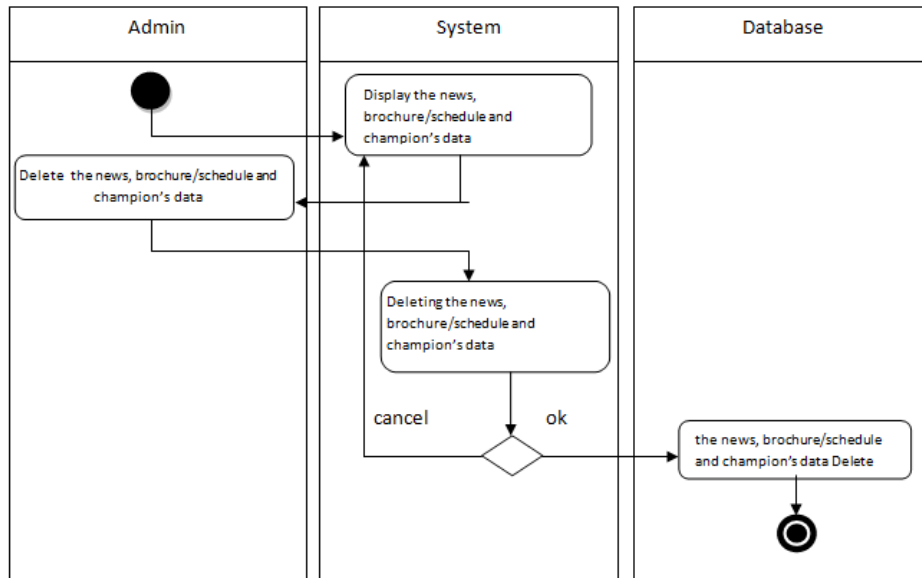 Admin
System
Database
Display the news,
brochure/schedule and
champion's data
Delete the news, brochure/schedule and
champion's data
Deleting the news,
brochure/schedule and
champion's data
cancel
ok
the news, brochure/schedule
and champion's data Delete